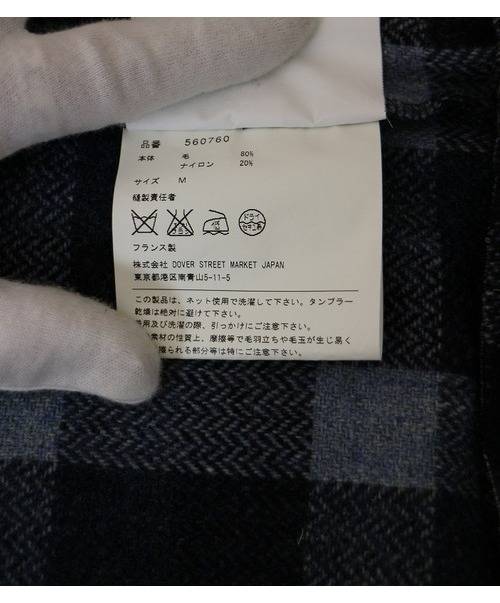 品番 560760
本体 毛 80%
ナイロン 20%
サイズ M
縫製責任者
ドライ
フランス製
株式会社 DOVER STREET MARKET JAPAN
東京都港区南青山5-11-5
この製品は、ネット使用で洗濯して下さい。タンブラー
乾燥は絶対に避けて下さい。
用及び洗濯の際、引っかけにご注意下さい。
素材の性質上、摩擦等で毛羽立ちや毛玉が生じ易く
擦られる部分等は特にご注意下さい。